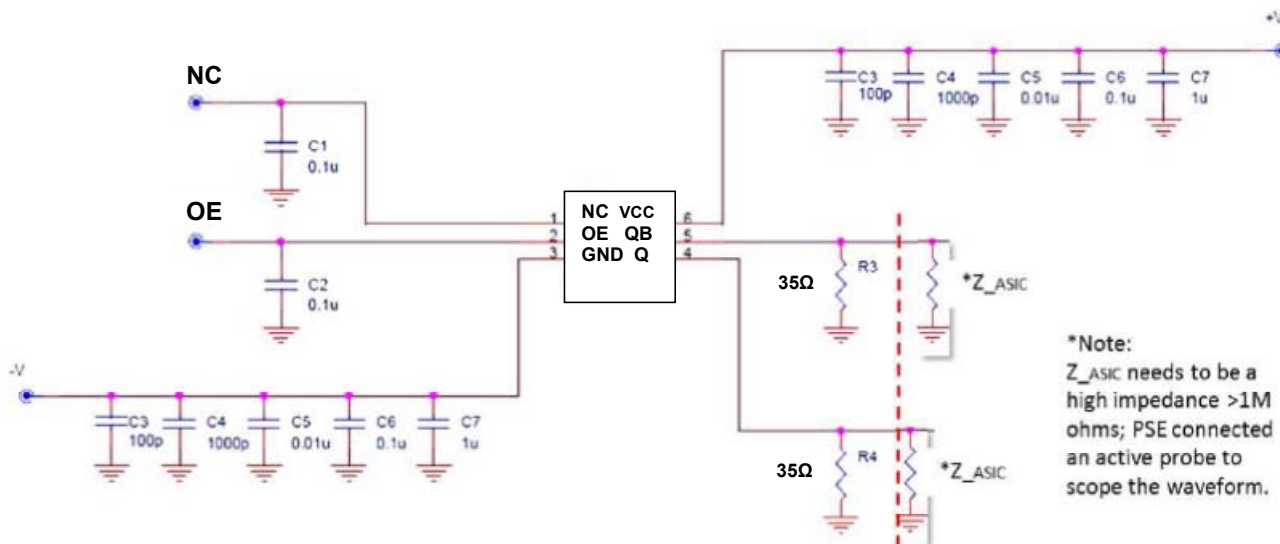 +V
NC
C3
100p
C4
1000p
C5
0.01u
C6
0.1u
C7
1u
C1
0.1u
OE
NC VCC
OE QB
GND Q
1
2
3
6
5
4
C2
0.1u
35Ω
R3
*Z_ASIC
-V
C3
100p
C4
1000p
C5
0.01u
C6
0.1u
C7
1u
35Ω
R4
*Z_ASIC
*Note:
Z_ASIC needs to be a
high impedance >1M
ohms; PSE connected
an active probe to
scope the waveform.